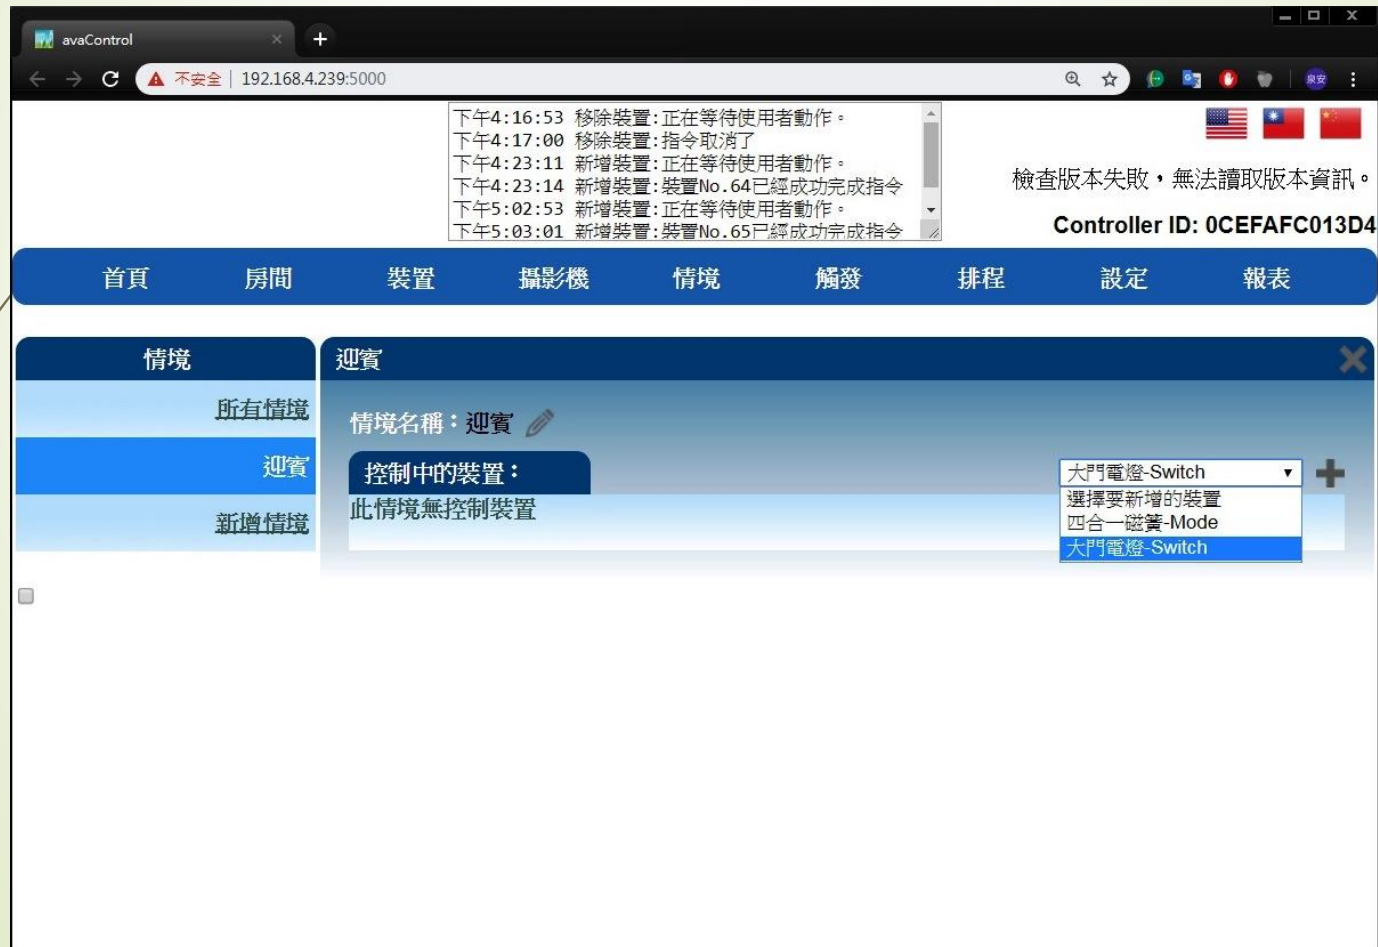 avaControl
不安全 | 192.168.4.239:5000
泉安
下午4:16:53 移除裝置:正在等待使用者動作。
下午4:17:00 移除裝置:指令取消了
下午4:23:11 新增裝置:正在等待使用者動作。
下午4:23:14 新增裝置:裝置No.64已經成功完成指令
下午5:02:53 新增裝置:正在等待使用者動作。
下午5:03:01 新增裝置:裝置No.65已經成功完成指令
檢查版本失敗，無法讀取版本資訊。
Controller ID: 0CEFAFC013D4
首頁 房間 裝置 攝影機 情境 觸發 排程 設定 報表
情境
所有情境
迎賓
新增情境
迎賓
情境名稱：迎賓
控制中的裝置：
此情境無控制裝置
大門電燈-Switch
選擇要新增的裝置
四合一磁簧-Mode
大門電燈-Switch